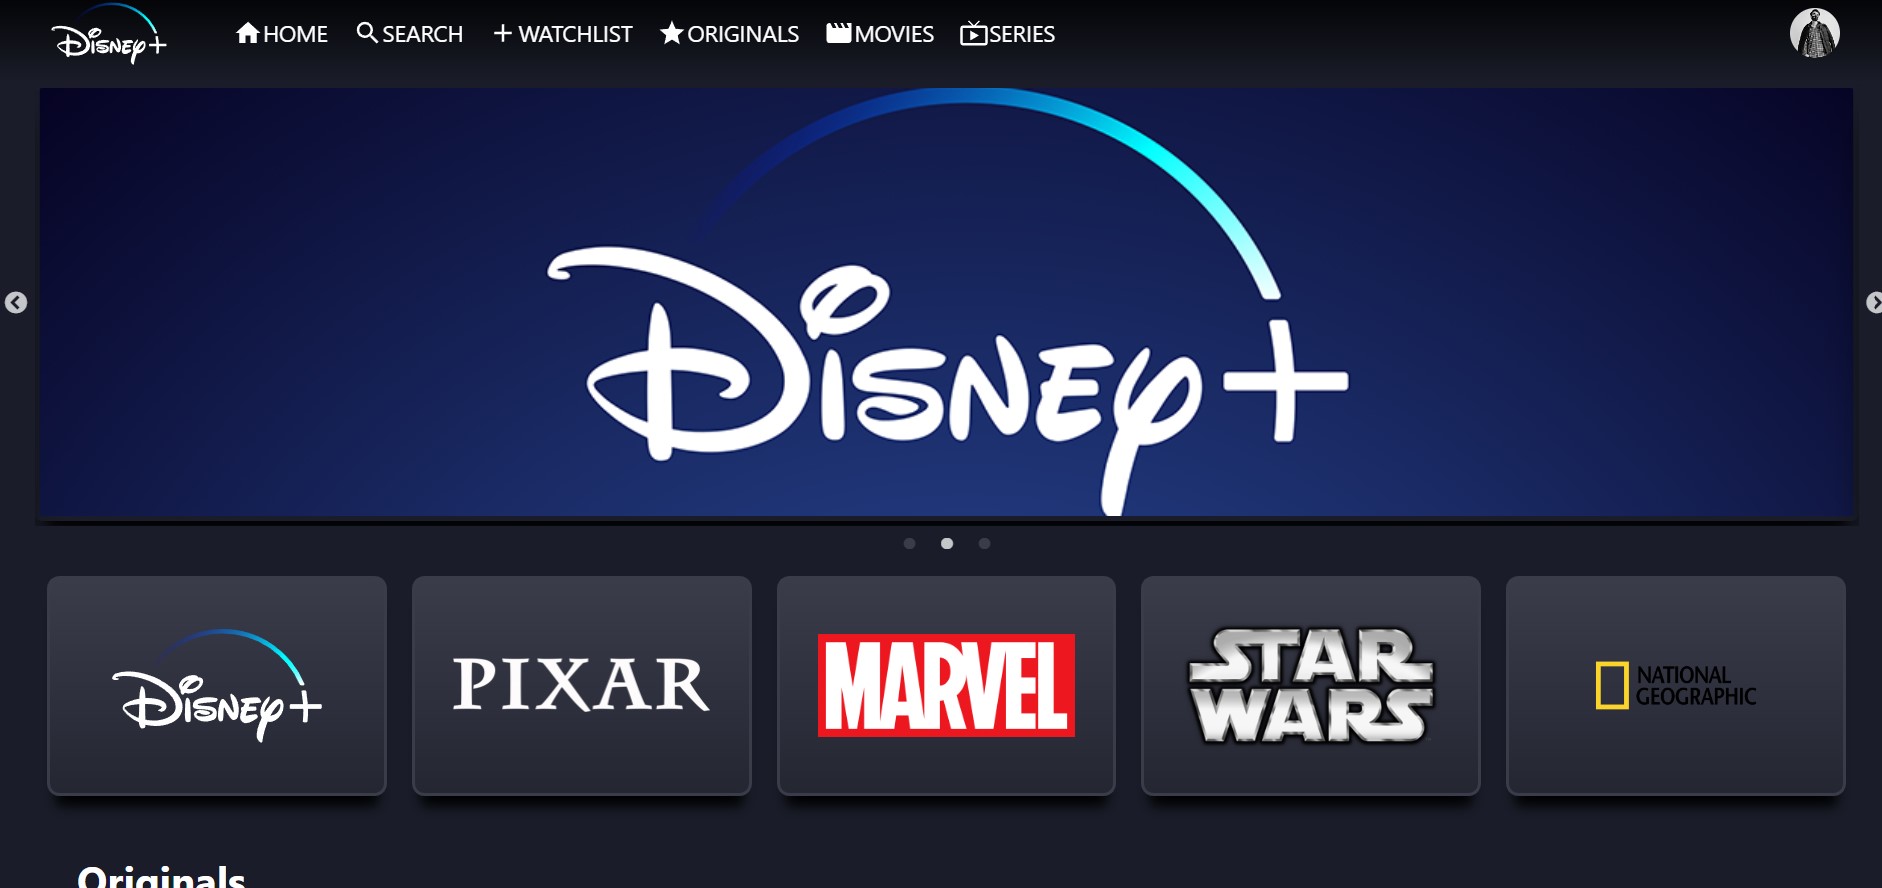 Disney+
HOME
SEARCH
WATCHLIST
ORIGINALS
MOVIES
SERIES
Disney+
Disney+
PIXAR
MARVEL
STAR
WARS
NATIONAL
GEOGRAPHIC
Originals